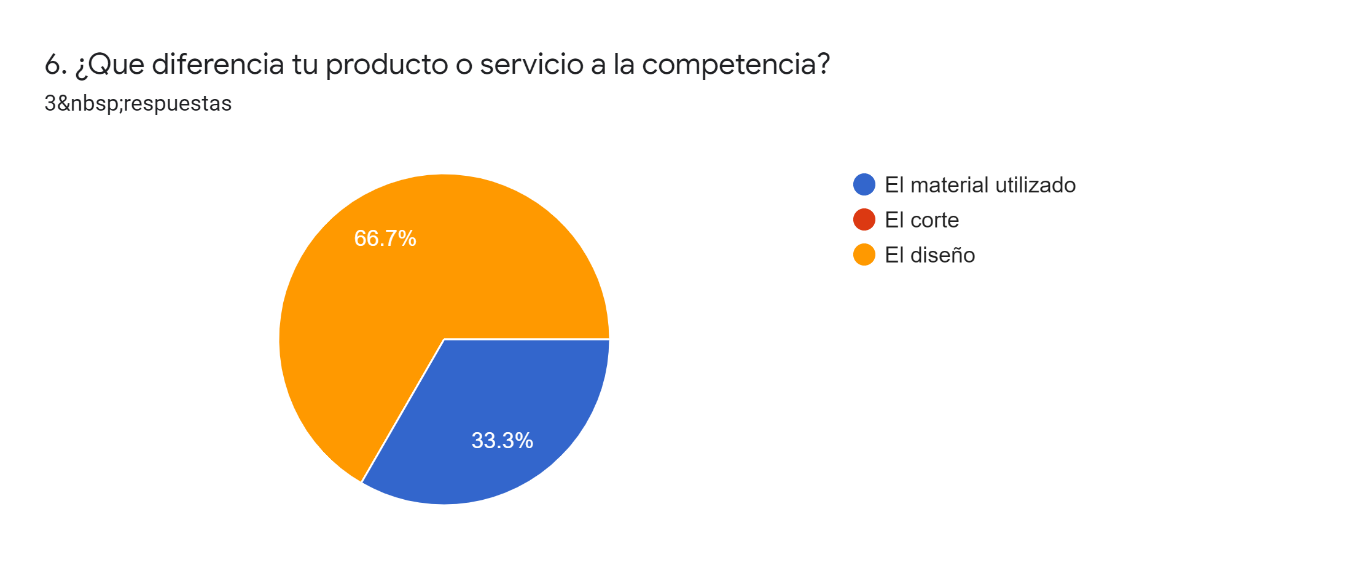 6. ¿Que diferencia tu producto o servicio a la competencia?
3&nbsp;respuestas
El material utilizado
El corte
El diseño
66.7%
33.3%